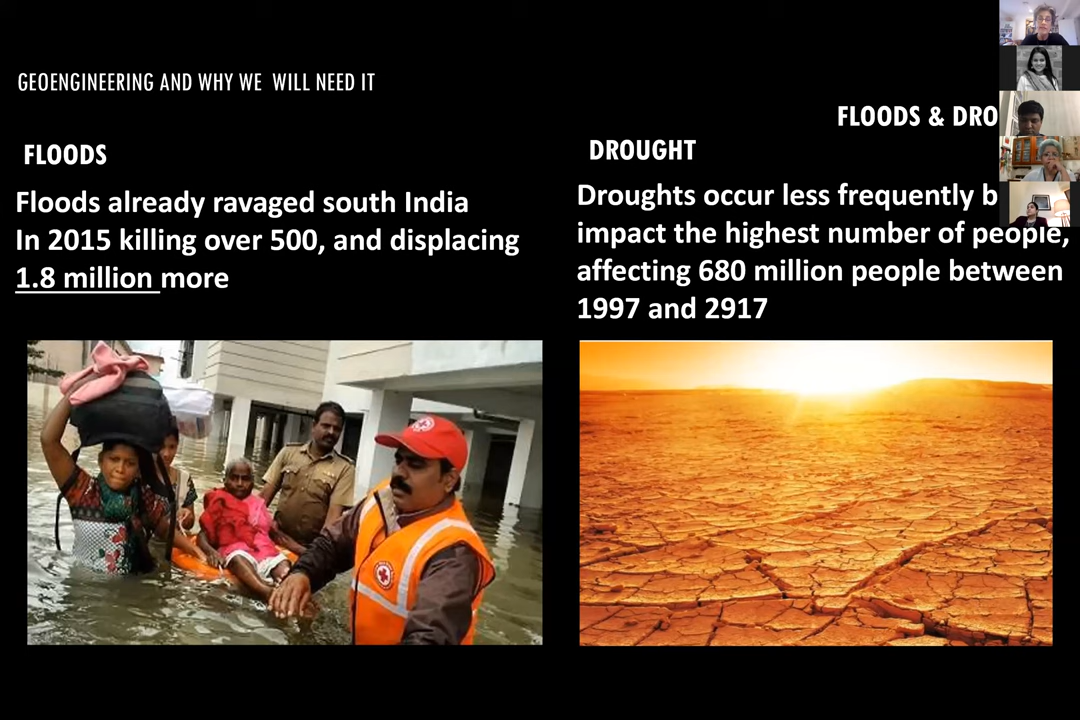 GEOENGINEERING AND WHY WE WILL NEED IT
FLOODS & DRO
FLOODS
Floods already ravaged south India
In 2015 killing over 500, and displacing
1.8 million more
DROUGHT
Droughts occur less frequently b
impact the highest number of people,
affecting 680 million people between
1997 and 2917